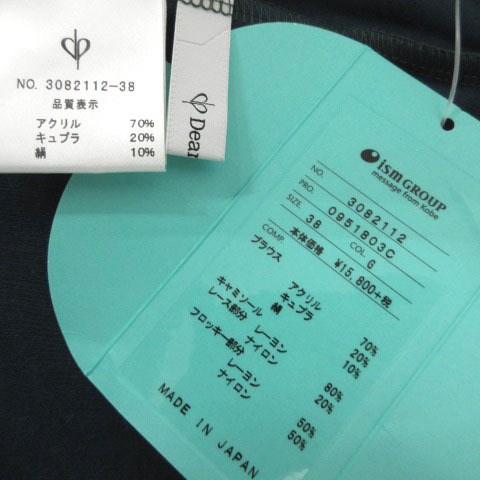 NO. 3082112-38
品質表示
アクリル 70%
キュプラ 20%
絹 10%
Dear
ism GROUP
message from Kobe
NO. 3082112
PRO. 0951803C
SIZE. 38 COL. G
本体価格 ¥15,800+税
COMP. ブラウス
アクリル 70%
キュプラ 20%
絹 10%
キャミソール
レース部分
レーヨン 80%
ナイロン 20%
フロッキー部分
レーヨン 50%
ナイロン 50%
MADE IN JAPAN